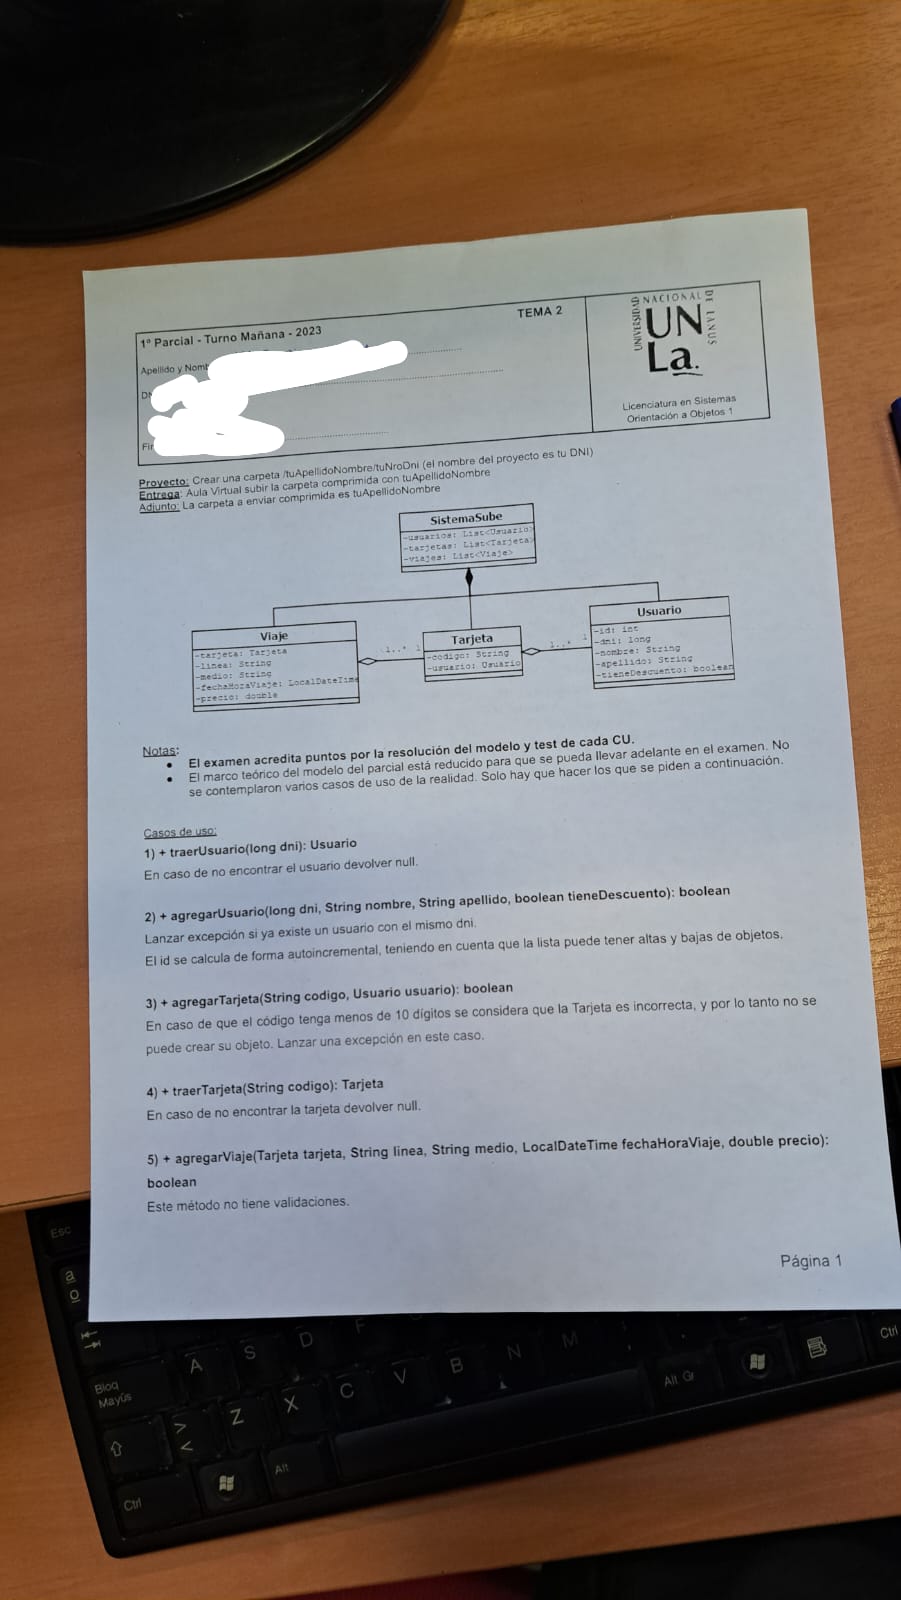 1º Parcial - Turno Mañana - 2023
TEMA 2
Apellido y Nomb
DN
Fir
UNIVERSIDAD NACIONAL DE LANUS
UN
La.
Licenciatura en Sistemas
Orientación a Objetos 1
Proyecto: Crear una carpeta /tuApellidoNombre/tuNroDni (el nombre del proyecto es tu DNI)
Entrega: Aula Virtual subir la carpeta comprimida con tuApellidoNombre
Adjunto: La carpeta a enviar comprimida es tuApellidoNombre
SistemaSube
-usuarios: List<Usuario>
-tarjetas: List<Tarjeta>
-viajes: List<Viaje>
Viaje
-tarjeta: Tarjeta
-linea: String
-medio: String
-fechaHoraViaje: LocalDateTime
-precio: double
1..* 1
Tarjeta
-codigo: String
-usuario: Usuario
1..* 1
Usuario
-id: int
-dni: long
-nombre: String
-apellido: String
-tieneDescuento: boolean
Notas:
• El examen acredita puntos por la resolución del modelo y test de cada CU.
• El marco teórico del modelo del parcial está reducido para que se pueda llevar adelante en el examen. No
se contemplaron varios casos de uso de la realidad. Solo hay que hacer los que se piden a continuación.
Casos de uso:
1) + traerUsuario(long dni): Usuario
En caso de no encontrar el usuario devolver null.
2) + agregarUsuario(long dni, String nombre, String apellido, boolean tieneDescuento): boolean
Lanzar excepción si ya existe un usuario con el mismo dni.
El id se calcula de forma autoincremental, teniendo en cuenta que la lista puede tener altas y bajas de objetos.
3) + agregarTarjeta(String codigo, Usuario usuario): boolean
En caso de que el código tenga menos de 10 dígitos se considera que la Tarjeta es incorrecta, y por lo tanto no se
puede crear su objeto. Lanzar una excepción en este caso.
4) + traerTarjeta(String codigo): Tarjeta
En caso de no encontrar la tarjeta devolver null.
5) + agregarViaje(Tarjeta tarjeta, String linea, String medio, LocalDateTime fechaHoraViaje, double precio):
boolean
Este método no tiene validaciones.
Página 1
Esc
a
o
Bloq
Mayús
A
S
D
F
> <
Z
X
C
V
B
N
M
Alt Gr
Ctrl
Ctrl
Alt